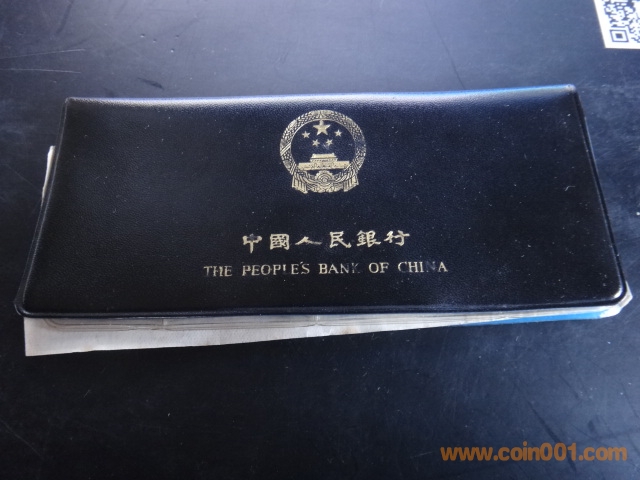 中國人民銀行
THE PEOPLE'S BANK OF CHINA
www.coin001.com